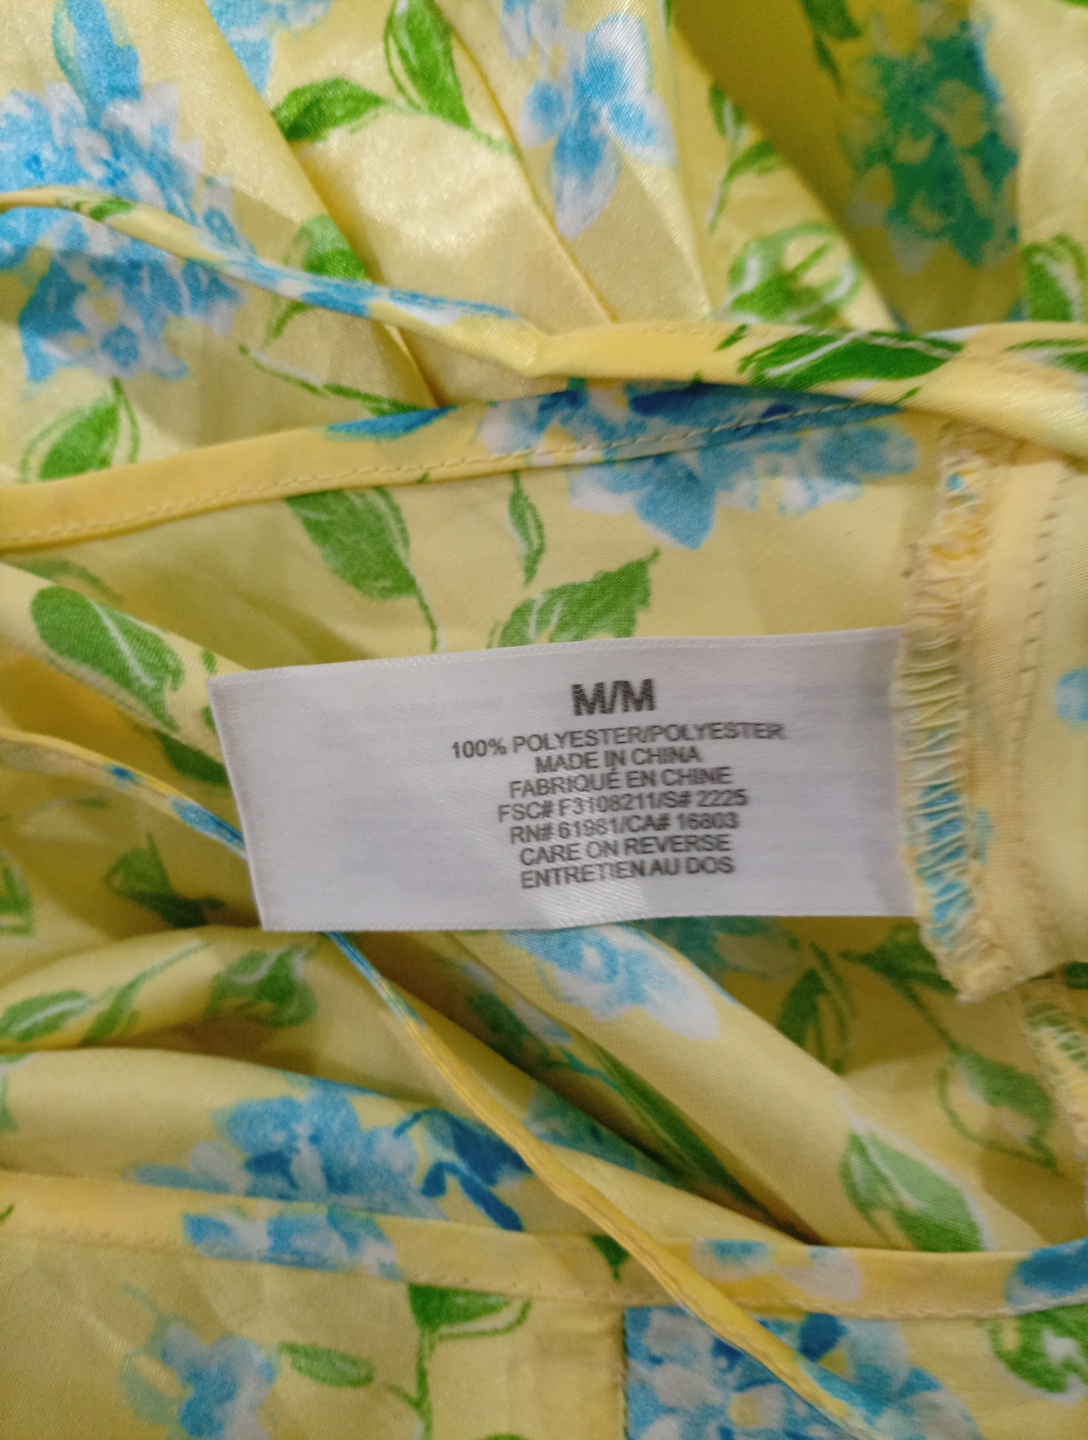 M/M
100% POLYESTER/POLYESTER
MADE IN CHINA
FABRIQUÉ EN CHINE
FSC# F3108211/S# 2225
RN# 61981/CA# 16803
CARE ON REVERSE
ENTRETIEN AU DOS